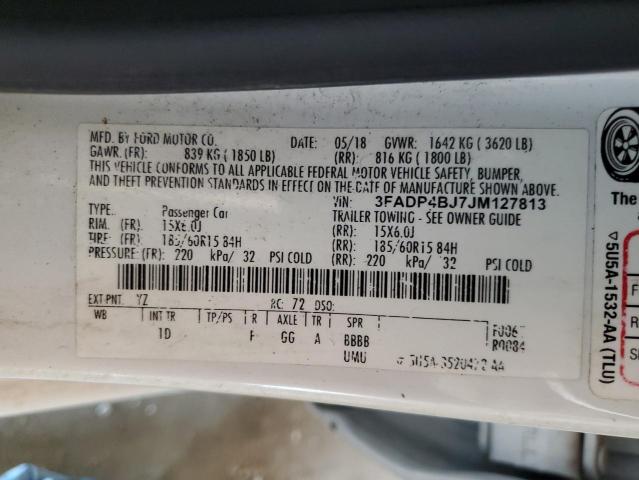 MFD. BY FORD MOTOR CO. DATE: 05/18 GVWR: 1642 KG ( 3620 LB)
GAWR. (FR): 839 KG ( 1850 LB) (RR): 816 KG ( 1800 LB)
THIS VEHICLE CONFORMS TO ALL APPLICABLE FEDERAL MOTOR VEHICLE SAFETY, BUMPER,
AND THEFT PREVENTION STANDARDS IN EFFECT ON THE DATE OF MANUFACTURE SHOWN ABOVE.
VIN: 3FADP4BJ7JM127813
TYPE: Passenger Car TRAILER TOWING - SEE OWNER GUIDE
RIM. (FR): 15X6.0J (RR): 15X6.0J
TIRE: (FR): 185/60R15 84H (RR): 185/60R15 84H
PRESSURE: (FR): 220 kPa/ 32 PSI COLD (RR): 220 kPa/ 32 PSI COLD
EXT PNT: YZ RC: 72 DSO:
WB INT TR TP/PS R AXLE TR SPR
1D F GG A BBBB
UMU
R0084
The
▽5U5A-1532-AA (TLU)
F
R